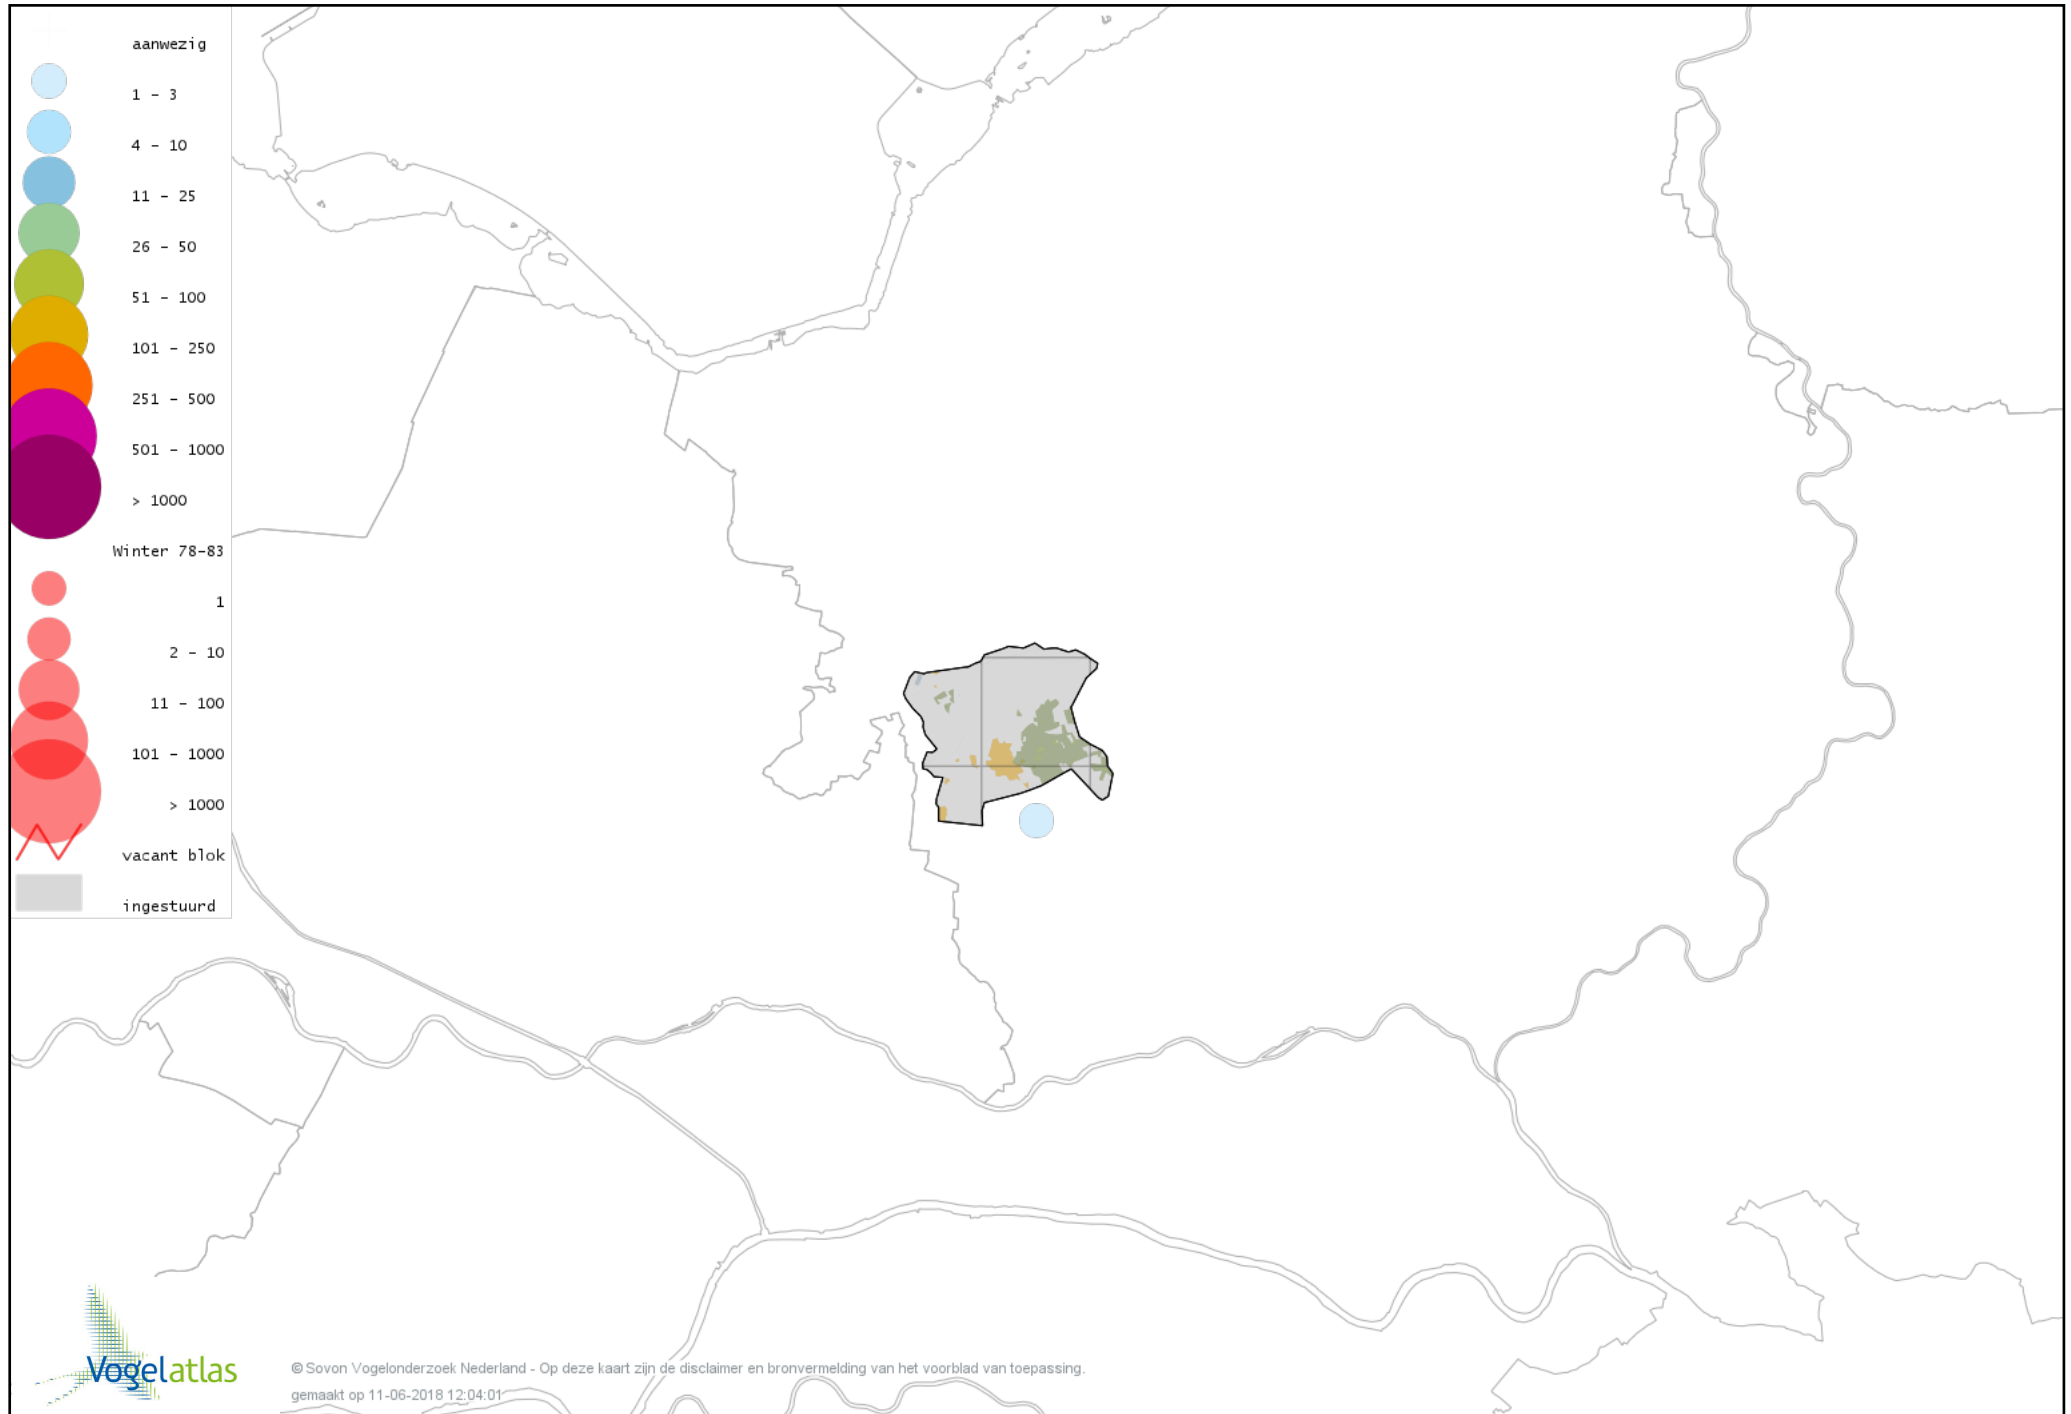 aanwezig
1 - 3
4 - 10
11 - 25
26 - 50
51 - 100
101 - 250
251 - 500
501 - 1000
> 1000
Winter 78-83
1
2 - 10
11 - 100
101 - 1000
> 1000
vacant blok
ingestuurd
Vogelatlas
© Sovon Vogelonderzoek Nederland - Op deze kaart zijn de disclaimer en bronvermelding van het voorblad van toepassing.
gemaakt op 11-06-2018 12:04:01